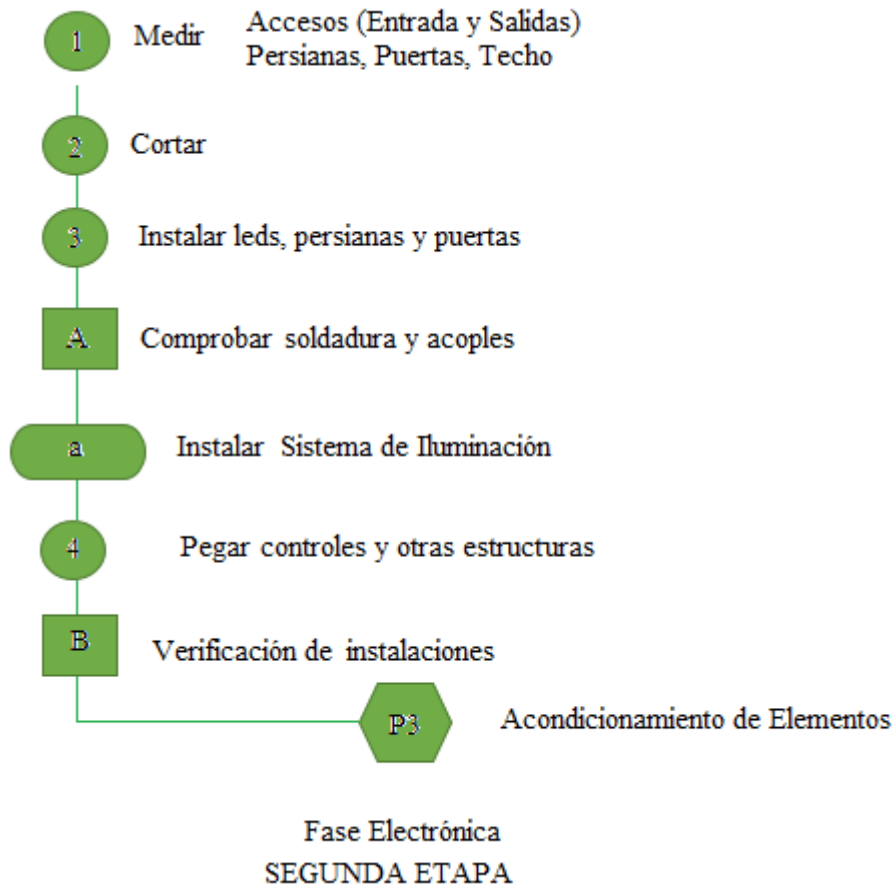 1 Medir Accesos (Entrada y Salidas)
Persianas, Puertas, Techo
2 Cortar
3 Instalar leds, persianas y puertas
A Comprobar soldadura y acoples
a Instalar Sistema de Iluminación
4 Pegar controles y otras estructuras
B Verificación de instalaciones
P3 Acondicionamiento de Elementos
Fase Electrónica
SEGUNDA ETAPA